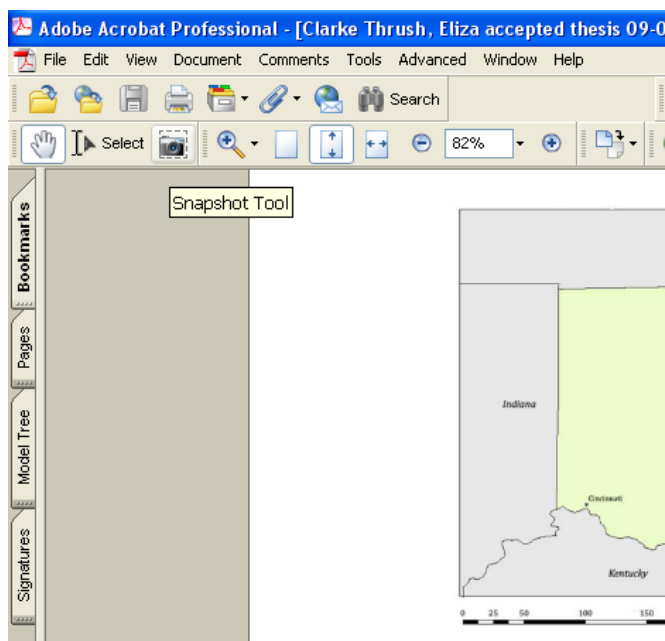 Adobe Acrobat Professional - [Clarke Thrush, Eliza accepted thesis 09-0
File Edit View Document Comments Tools Advanced Window Help
Search
Select 82%
Snapshot Tool
Bookmarks
Pages
Model Tree
Signatures
Indiana
Cincinnati
Kentucky
0 25 50 100 150